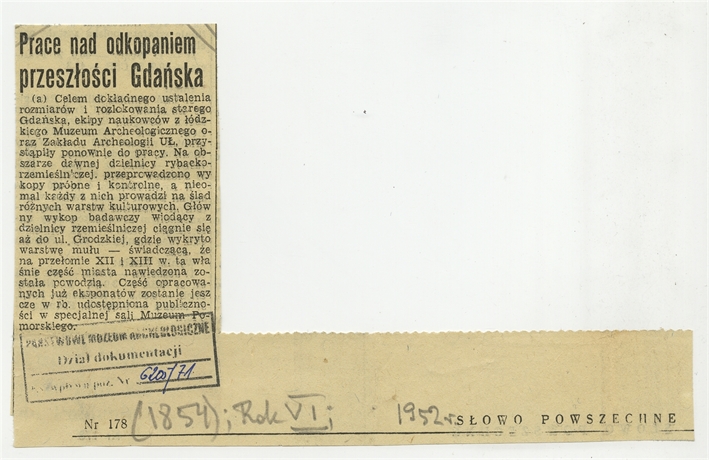 Prace nad odkopaniem
przeszłości Gdańska
(a) Celem dokładnego ustalenia
rozmiarów i rozlokowania starego
Gdańska, ekipy naukowców z łódz-
kiego Muzeum Archeologicznego o-
raz Zakładu Archeologii UŁ, przy-
stąpiły ponownie do pracy. Na ob-
szarze dawnej dzielnicy rybacko-
rzemieślniczej, przeprowadzono wy
kopy próbne i kontrolne, a nieo-
mal każdy z nich prowadzi na ślad
różnych warstw kulturowych. Głów
ny wykop badawczy wiodący z
dzielnicy rzemieślniczej ciągnie się
aż do ul. Grodzkiej, gdzie wykryto
warstwę mułu — świadczącą, że
na przełomie XII i XIII w. ta wła
śnie część miasta nawiedzona zo-
stała powodzią. Część opracowa-
nych już eksponatów zostanie jesz
cze w rb. udostępniona publiczno-
ści w specjalnej sali Muzeum Po-
morskiego.
PAŃSTWOWE MUZEUM ARCHEOLOGICZNE
Dział dokumentacji
poz. Nr 6200/71
Nr 178 (1854); Rok VI; 1952 r. SŁOWO POWSZECHNE